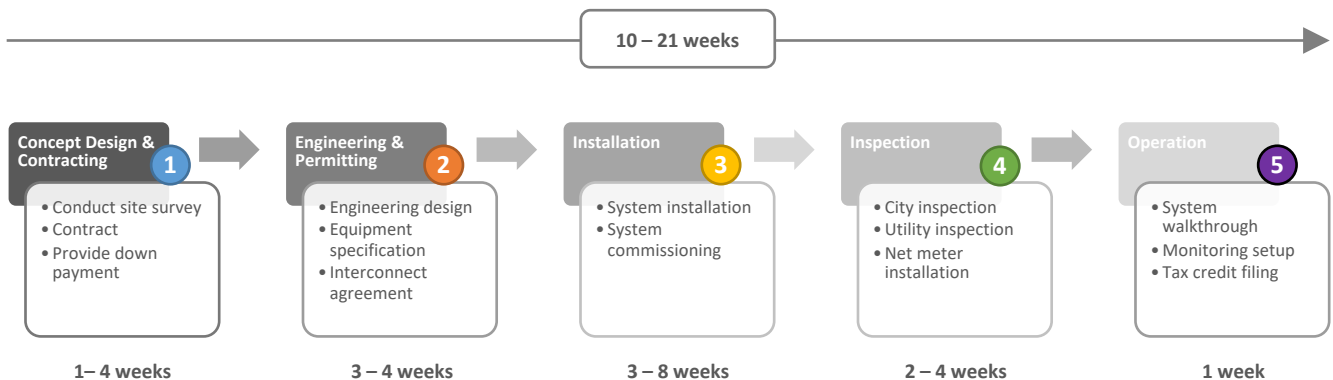 10 – 21 weeks
Concept Design &
Contracting
1
• Conduct site survey
• Contract
• Provide down
payment
1– 4 weeks
Engineering &
Permitting
2
• Engineering design
• Equipment
specification
• Interconnect
agreement
3 – 4 weeks
Installation
3
• System installation
• System
commissioning
3 – 8 weeks
Inspection
4
• City inspection
• Utility inspection
• Net meter
installation
2 – 4 weeks
Operation
5
• System
walkthrough
• Monitoring setup
• Tax credit filing
1 week